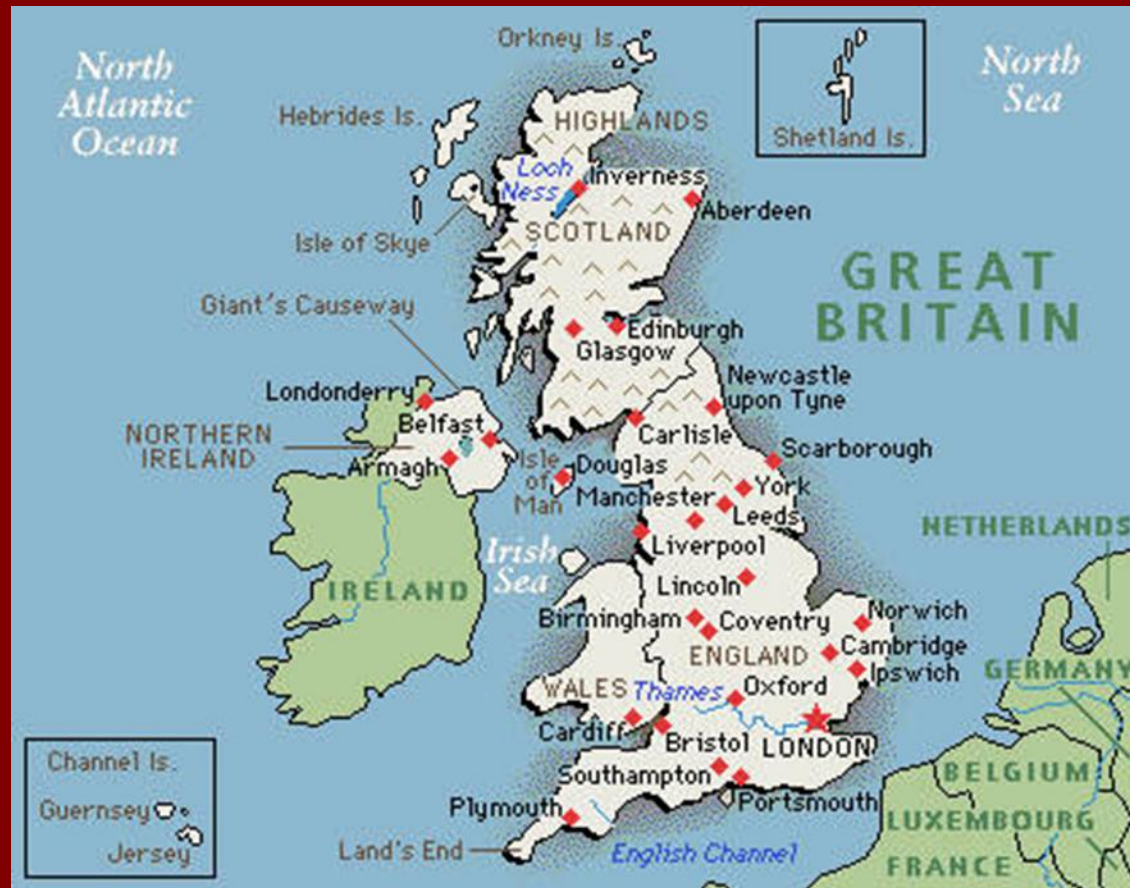 North
Atlantic
Ocean
Orkney Is.
North
Sea
Hebrides Is.
HIGHLANDS
Shetland Is.
Loch
Ness
Inverness
Aberdeen
Isle of Skye
SCOTLAND
GREAT
BRITAIN
Giant's Causeway
Edinburgh
Glasgow
Londonderry
Newcastle
upon Tyne
Belfast
Carlisle
NORTHERN
IRELAND
Scarborough
Armagh
Isle
of
Man
Douglas
York
Manchester
Leeds
NETHERLANDS
Irish
Sea
Liverpool
IRELAND
Lincoln
Norwich
Birmingham
Coventry
Cambridge
ENGLAND
Ipswich
GERMANY
WALES
Thames
Oxford
Cardiff
Bristol
LONDON
Channel Is.
Southampton
BELGIUM
Guernsey
Plymouth
Portsmouth
LUXEMBOURG
Jersey
Land's End
English Channel
FRANCE